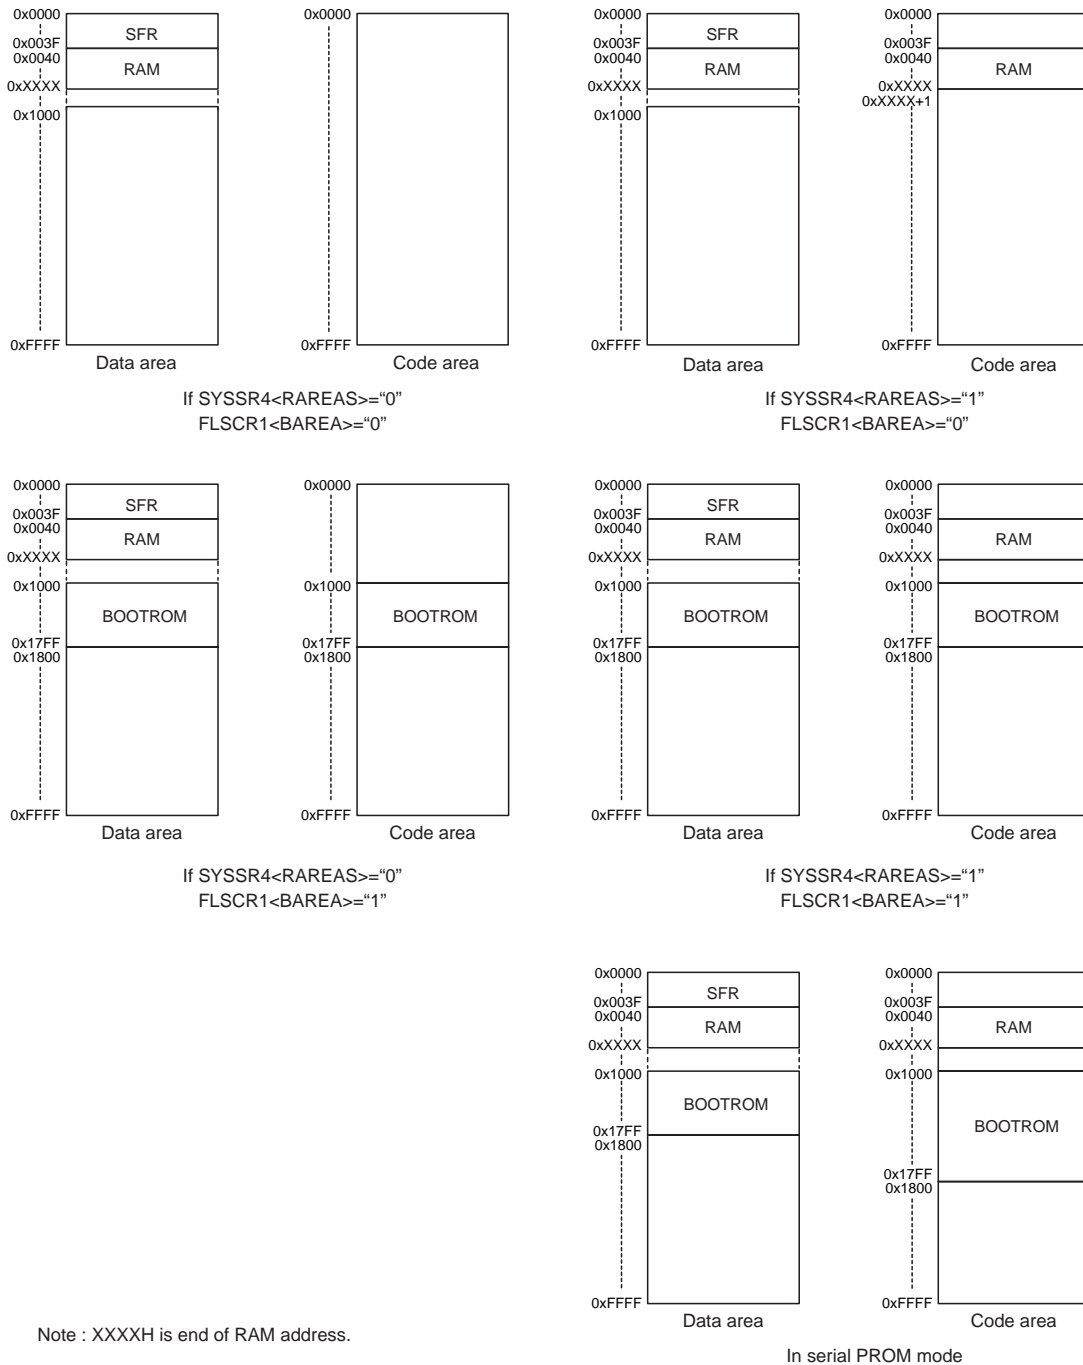 0x0000
SFR
0x003F
0x0040
RAM
0xXXXX
0x1000
0xFFFF
Data area
0x0000
0xFFFF
Code area
If SYSSR4<RAREAS>=“0”
FLSCR1<BAREA>=“0”
0x0000
SFR
0x003F
0x0040
RAM
0xXXXX
0x1000
0xFFFF
Data area
0x0000
0x003F
0x0040
RAM
0xXXXX
0xXXXX+1
0xFFFF
Code area
If SYSSR4<RAREAS>=“1”
FLSCR1<BAREA>=“0”
0x0000
SFR
0x003F
0x0040
RAM
0xXXXX
0x1000
BOOTROM
0x17FF
0x1800
0xFFFF
Data area
0x0000
0x1000
BOOTROM
0x17FF
0x1800
0xFFFF
Code area
If SYSSR4<RAREAS>=“0”
FLSCR1<BAREA>=“1”
0x0000
SFR
0x003F
0x0040
RAM
0xXXXX
0x1000
BOOTROM
0x17FF
0x1800
0xFFFF
Data area
0x0000
0x003F
0x0040
RAM
0xXXXX
0x1000
BOOTROM
0x17FF
0x1800
0xFFFF
Code area
If SYSSR4<RAREAS>=“1”
FLSCR1<BAREA>=“1”
0x0000
SFR
0x003F
0x0040
RAM
0xXXXX
0x1000
BOOTROM
0x17FF
0x1800
0xFFFF
Data area
0x0000
0x003F
0x0040
RAM
0xXXXX
0x1000
BOOTROM
0x17FF
0x1800
0xFFFF
Code area
In serial PROM mode
Note : XXXXH is end of RAM address.